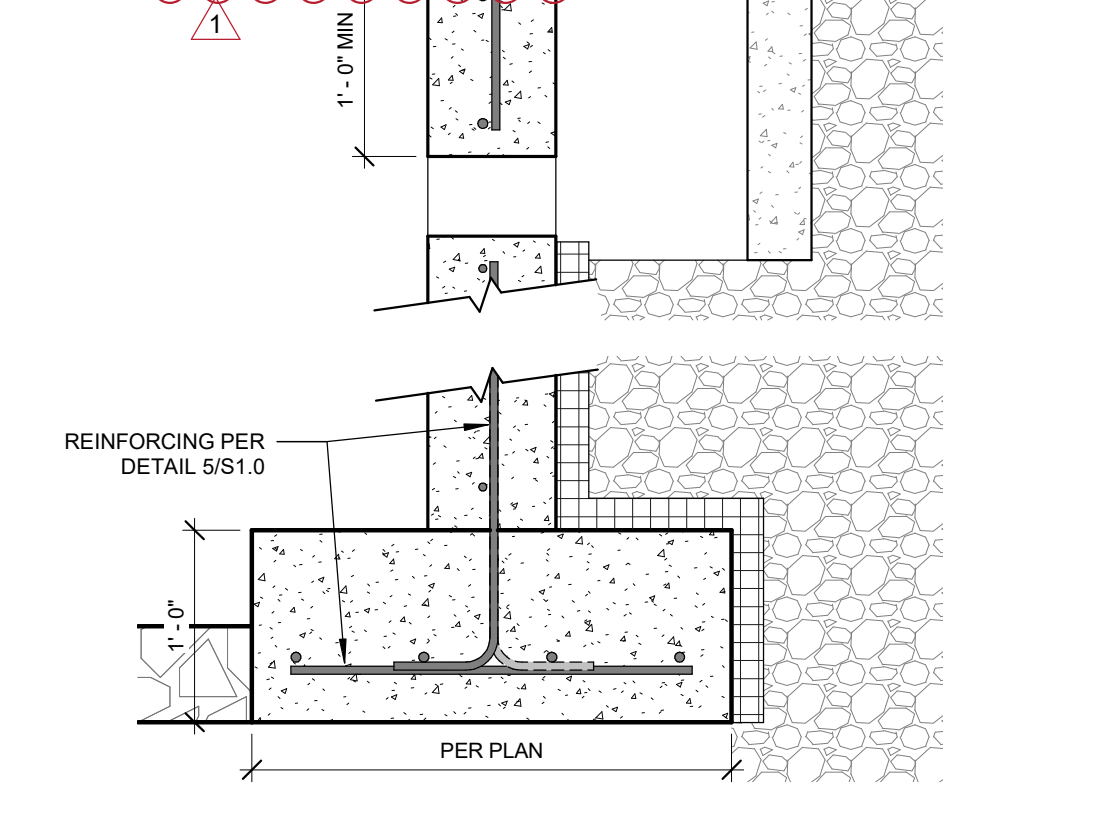 1
1' - 0" MIN
REINFORCING PER
DETAIL 5/S1.0
1' - 0"
PER PLAN